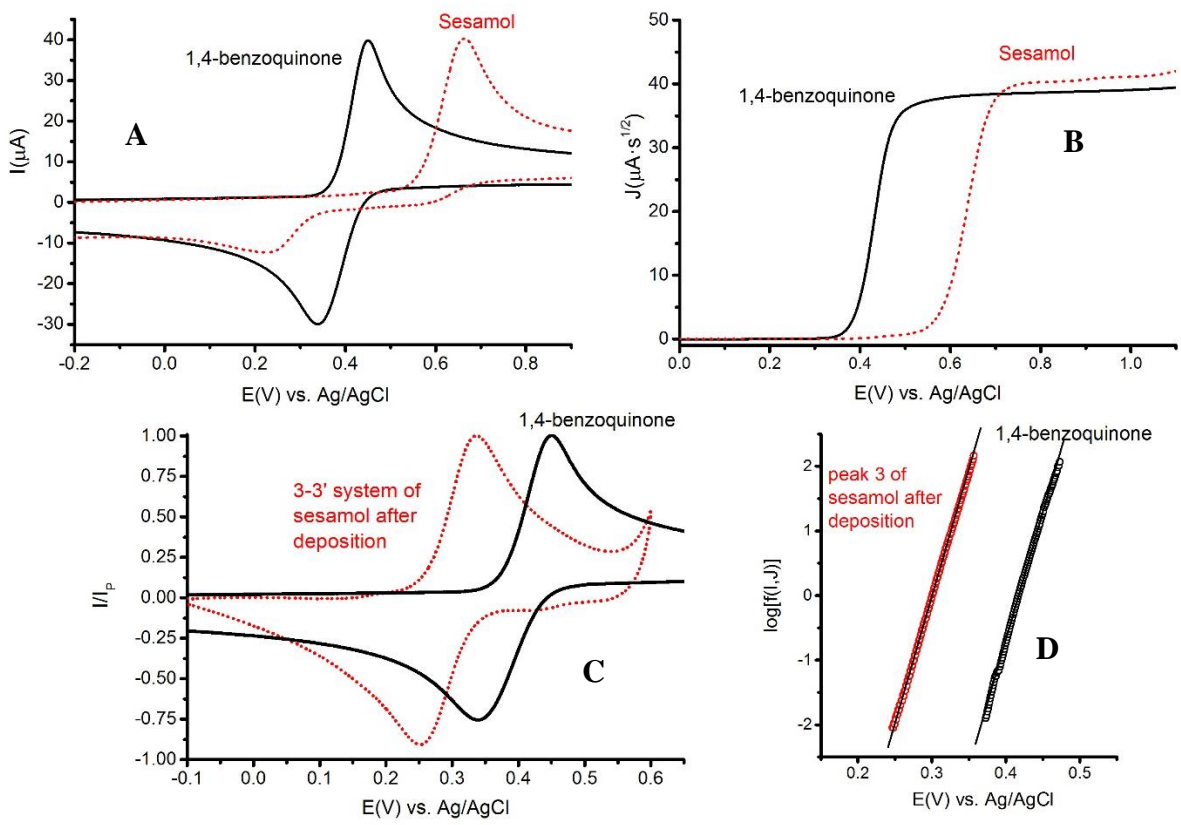 Sesamol
1,4-benzoquinone
A
I(μA)
40
30
20
10
0
-10
-20
-30
-0.2 0.0 0.2 0.4 0.6 0.8
E(V) vs. Ag/AgCl
Sesamol
1,4-benzoquinone
B
J(μA·s^1/2)
50
40
30
20
10
0
0.0 0.2 0.4 0.6 0.8 1.0
E(V) vs. Ag/AgCl
1,4-benzoquinone
3-3' system of
sesamol after
deposition
C
I/I_P
1.00
0.75
0.50
0.25
0.00
-0.25
-0.50
-0.75
-1.00
-0.1 0.0 0.1 0.2 0.3 0.4 0.5 0.6
E(V) vs. Ag/AgCl
1,4-benzoquinone
peak 3 of
sesamol after
deposition
D
log[f(I,J)]
2
1
0
-1
-2
0.2 0.3 0.4 0.5
E(V) vs. Ag/AgCl